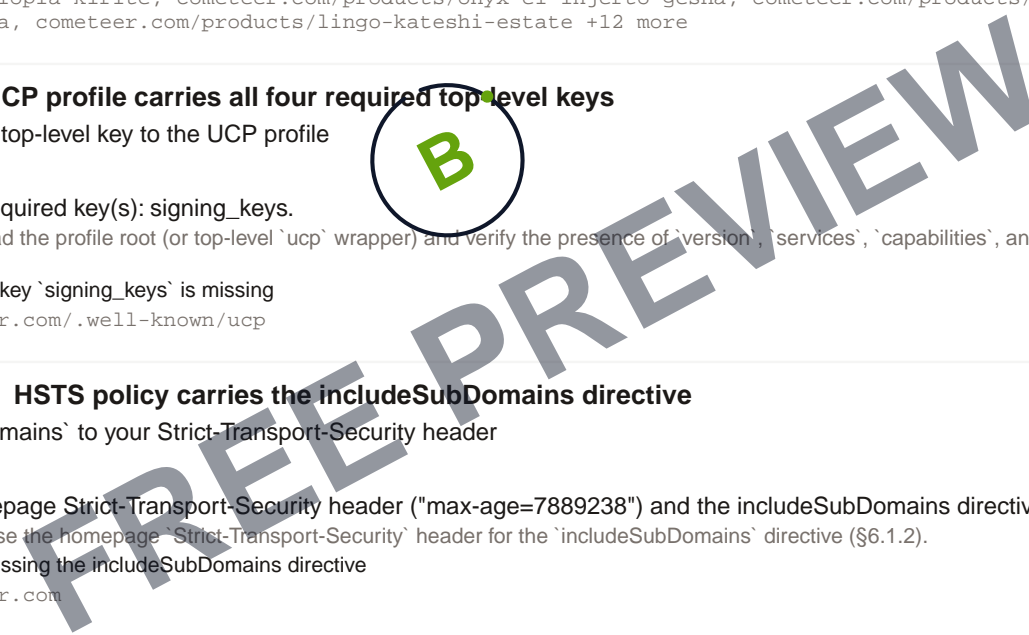 cometeer.com/products/
a, cometeer.com/products/lingo-kateshi-estate +12 more
CP profile carries all four required top-level keys
top-level key to the UCP profile
B
quired key(s): signing_keys.
d the profile root (or top-level `ucp` wrapper) and verify the presence of `version`, `services`, `capabilities`, an
key `signing_keys` is missing
r.com/.well-known/ucp
HSTS policy carries the includeSubDomains directive
mains` to your Strict-Transport-Security header
epage Strict-Transport-Security header ("max-age=7889238") and the includeSubDomains directiv
se the homepage `Strict-Transport-Security` header for the `includeSubDomains` directive (§6.1.2).
ssing the includeSubDomains directive
r.com
FREE PREVIEW